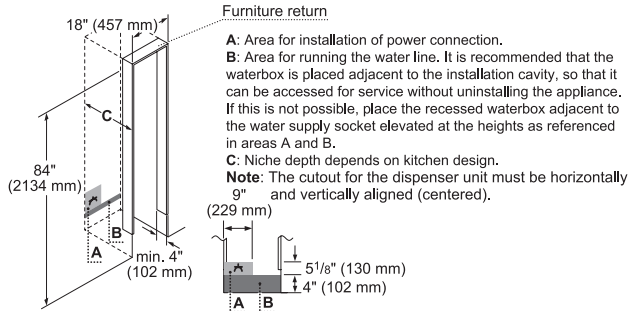 Furniture return
18" (457 mm)
A: Area for installation of power connection.
B: Area for running the water line. It is recommended that the
waterbox is placed adjacent to the installation cavity, so that it
can be accessed for service without uninstalling the appliance.
If this is not possible, place the recessed waterbox adjacent to
the water supply socket elevated at the heights as referenced
in areas A and B.
C: Niche depth depends on kitchen design.
Note: The cutout for the dispenser unit must be horizontally
and vertically aligned (centered).
C
84"
(2134 mm)
B
A
min. 4"
(102 mm)
9"
(229 mm)
5 1/8" (130 mm)
4" (102 mm)
A
B